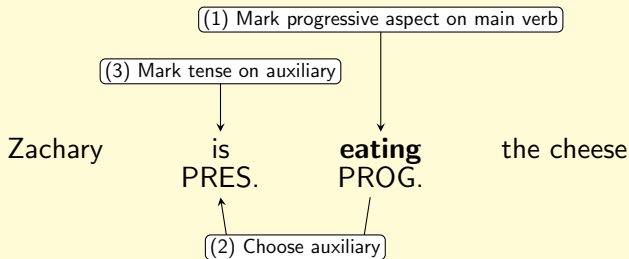 (1) Mark progressive aspect on main verb
(3) Mark tense on auxiliary
Zachary is eating the cheese
PRES. PROG.
(2) Choose auxiliary